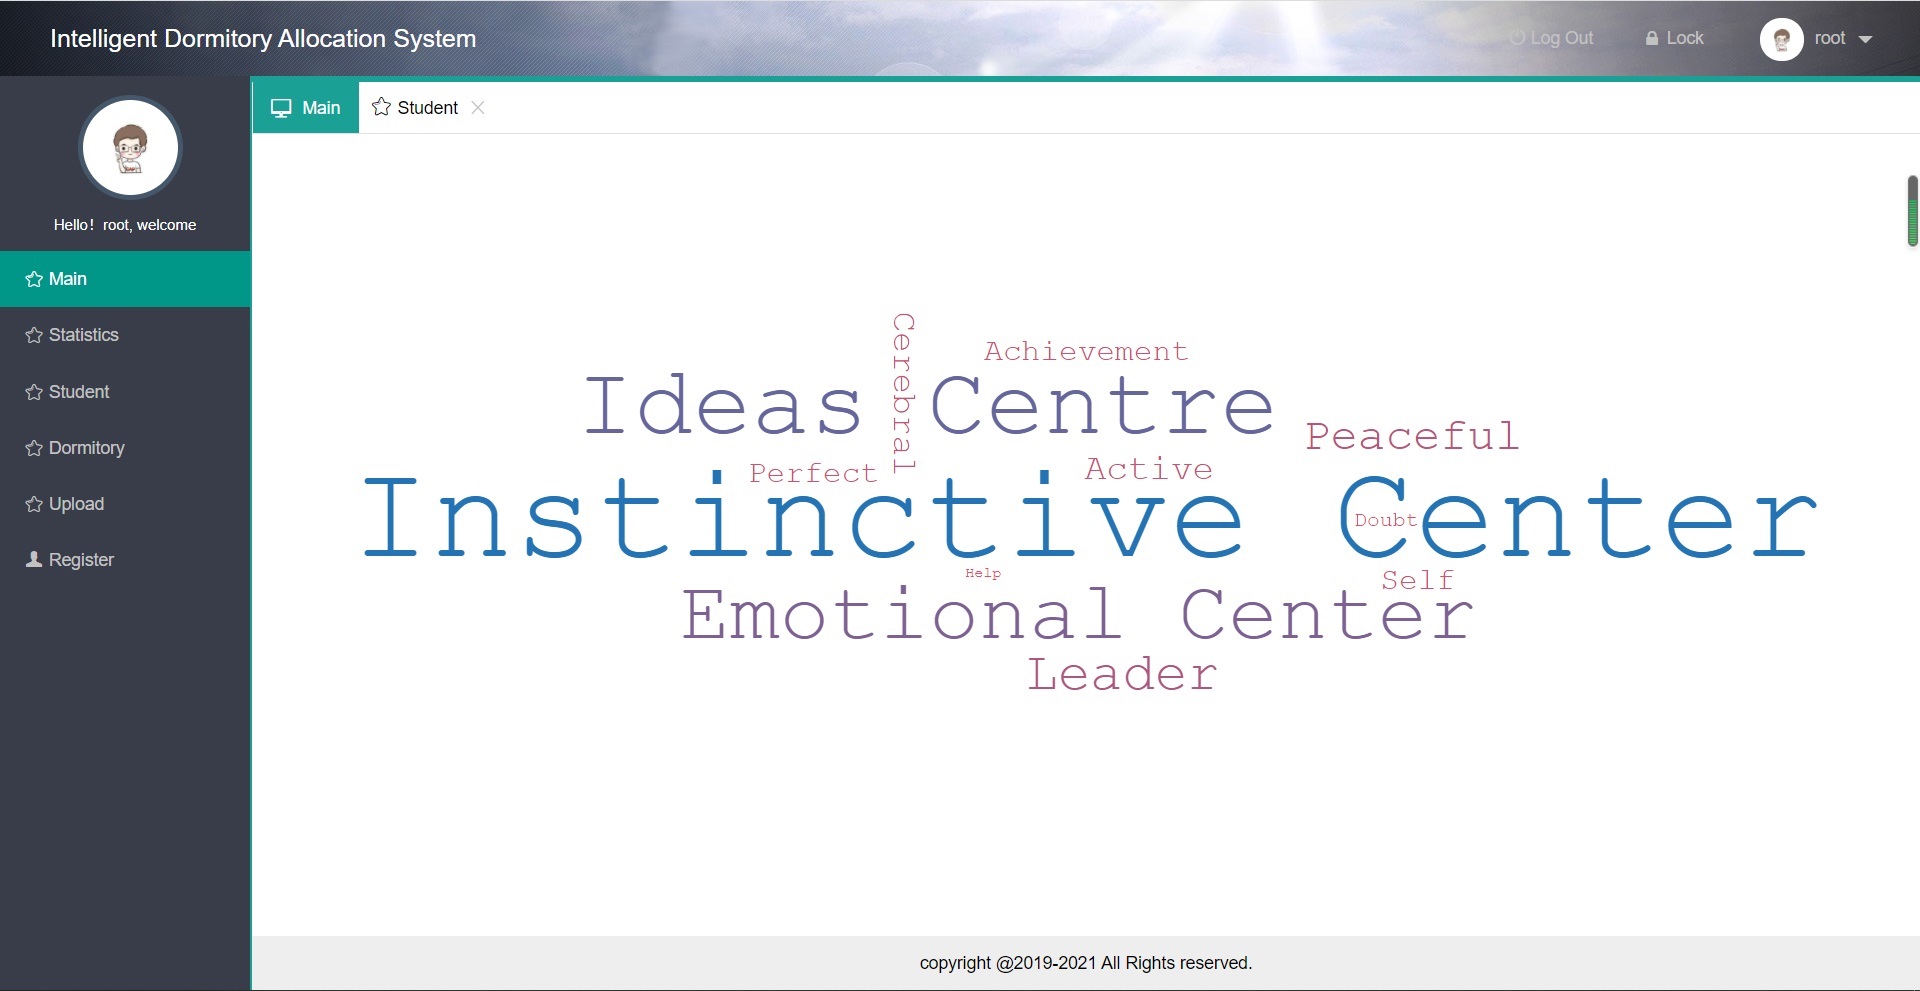 Intelligent Dormitory Allocation System
Log Out
Lock
root
Hello！root, welcome
Main
Statistics
Student
Dormitory
Upload
Register
Main
Student
Cerebral
Achievement
Ideas Centre
Peaceful
Perfect
Active
Instinctive Center
Doubt
Help
Self
Emotional Center
Leader
copyright @2019-2021 All Rights reserved.